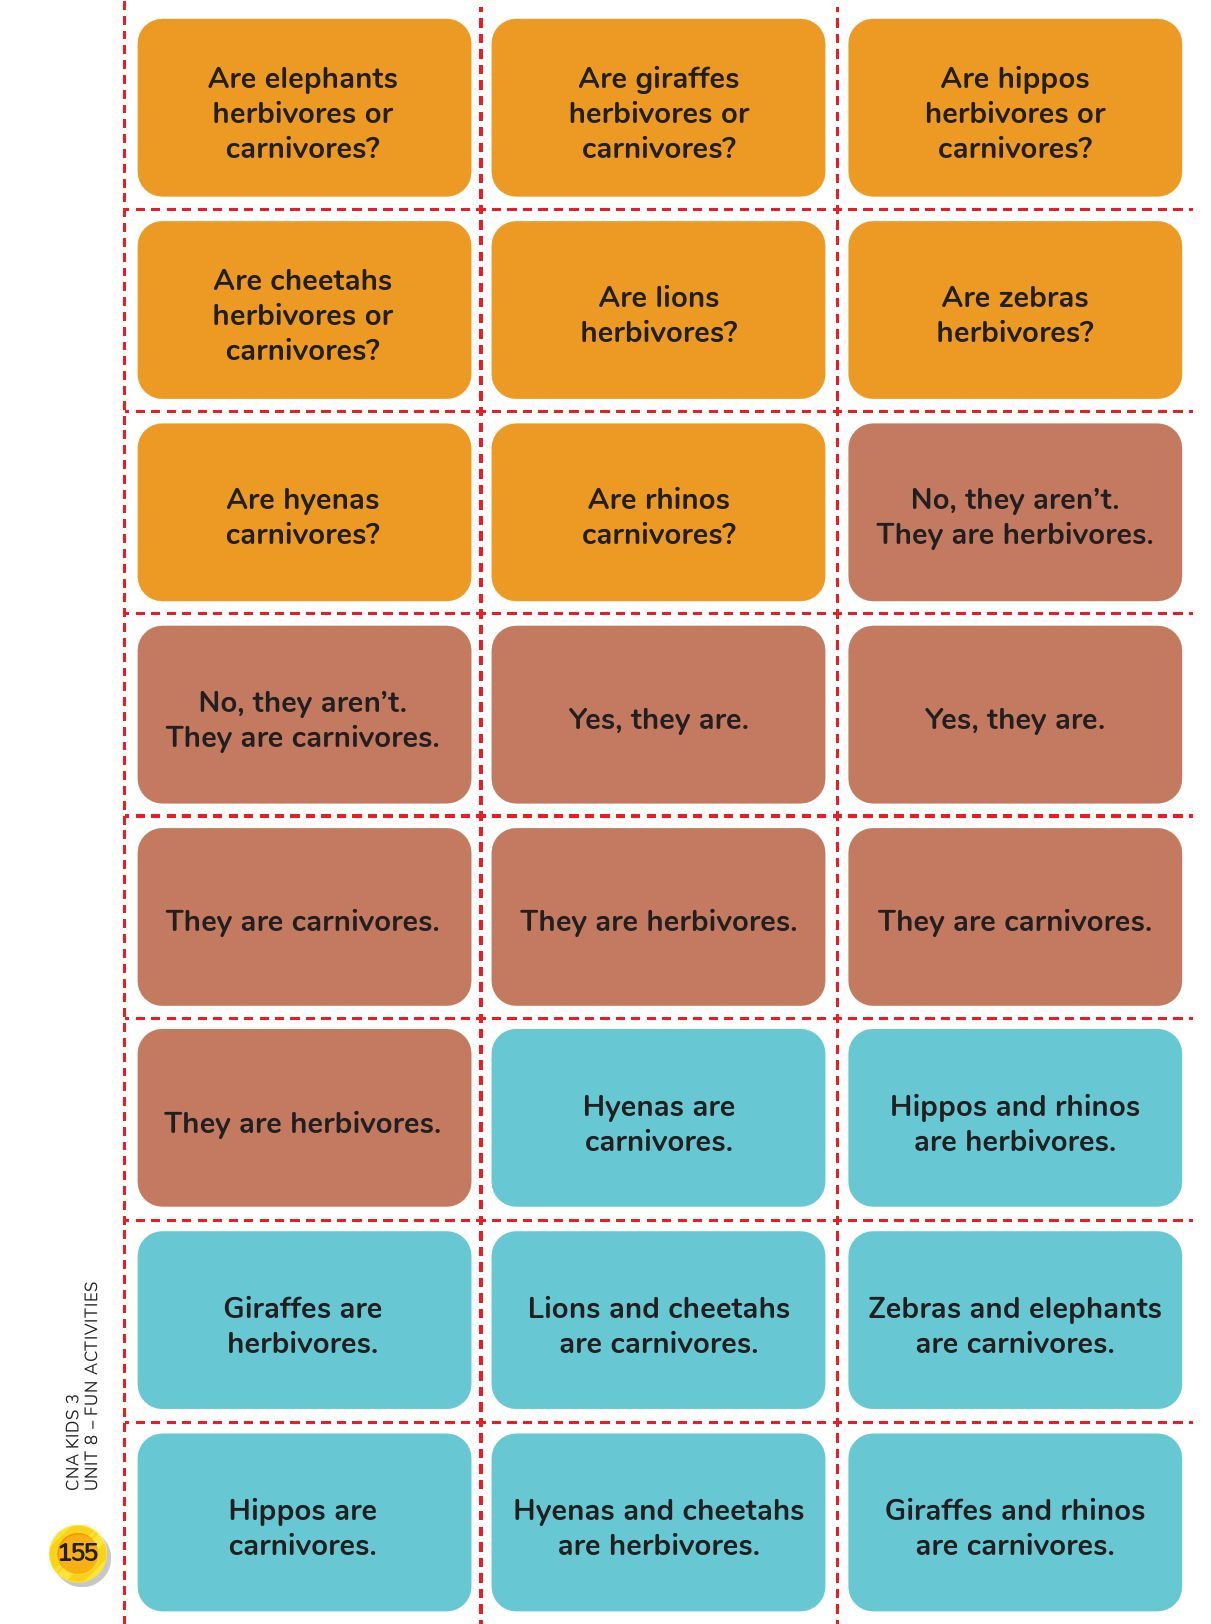 Are elephants
herbivores or
carnivores?
Are giraffes
herbivores or
carnivores?
Are hippos
herbivores or
carnivores?
Are cheetahs
herbivores or
carnivores?
Are lions
herbivores?
Are zebras
herbivores?
Are hyenas
carnivores?
Are rhinos
carnivores?
No, they aren’t.
They are herbivores.
No, they aren’t.
They are carnivores.
Yes, they are.
Yes, they are.
They are carnivores.
They are herbivores.
They are carnivores.
They are herbivores.
Hyenas are
carnivores.
Hippos and rhinos
are herbivores.
Giraffes are
herbivores.
Lions and cheetahs
are carnivores.
Zebras and elephants
are carnivores.
Hippos are
carnivores.
Hyenas and cheetahs
are herbivores.
Giraffes and rhinos
are carnivores.
CNA KIDS 3
UNIT 8 – FUN ACTIVITIES
155